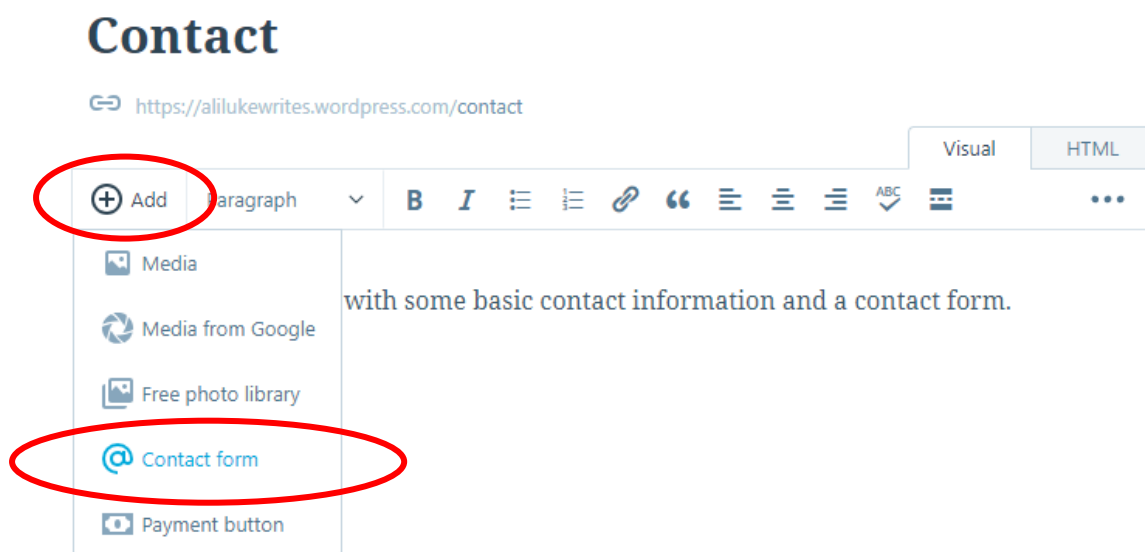 Contact
https://alilukewrites.wordpress.com/contact
Visual HTML
Add Paragraph B I ABC
Media
with some basic contact information and a contact form.
Media from Google
Free photo library
Contact form
Payment button